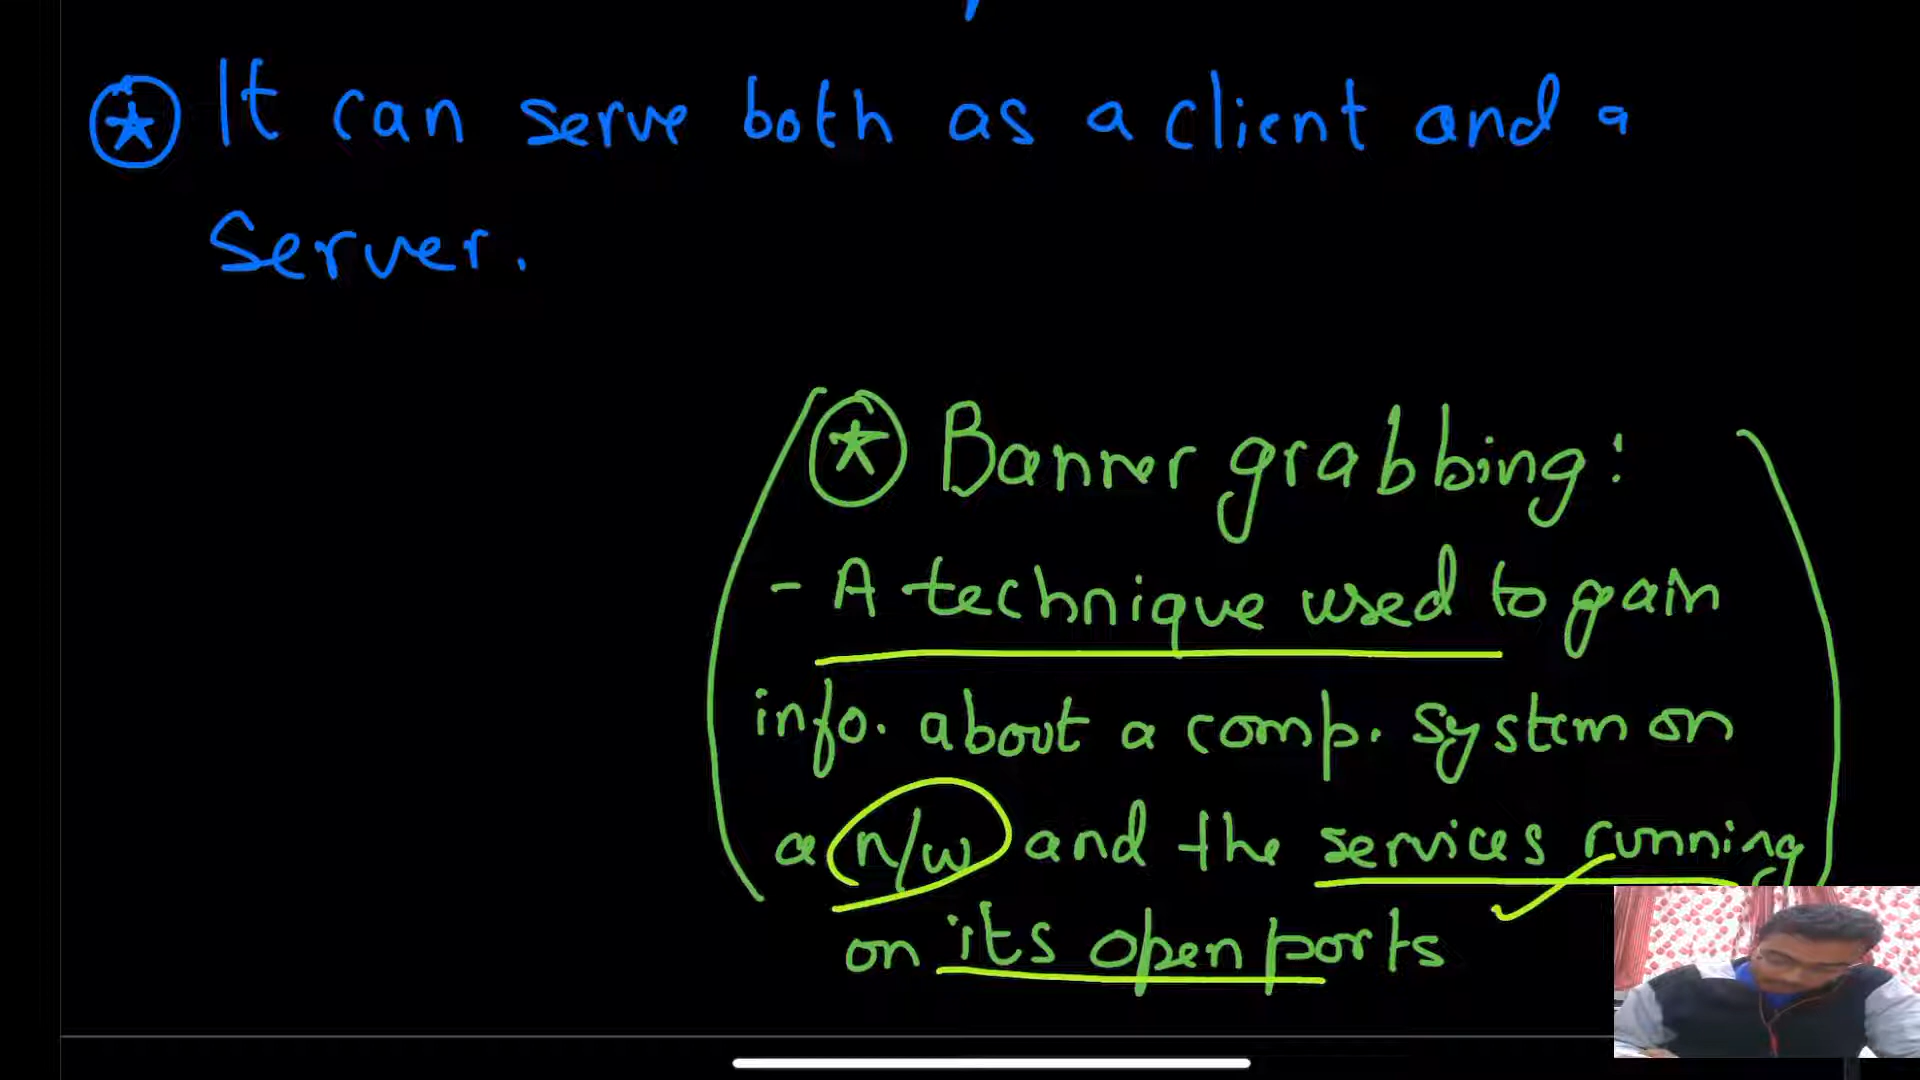 It can serve both as a client and a
server.
Banner grabbing:
- A technique used to gain
info. about a comp. system on
a n/w and the services running
on its open ports